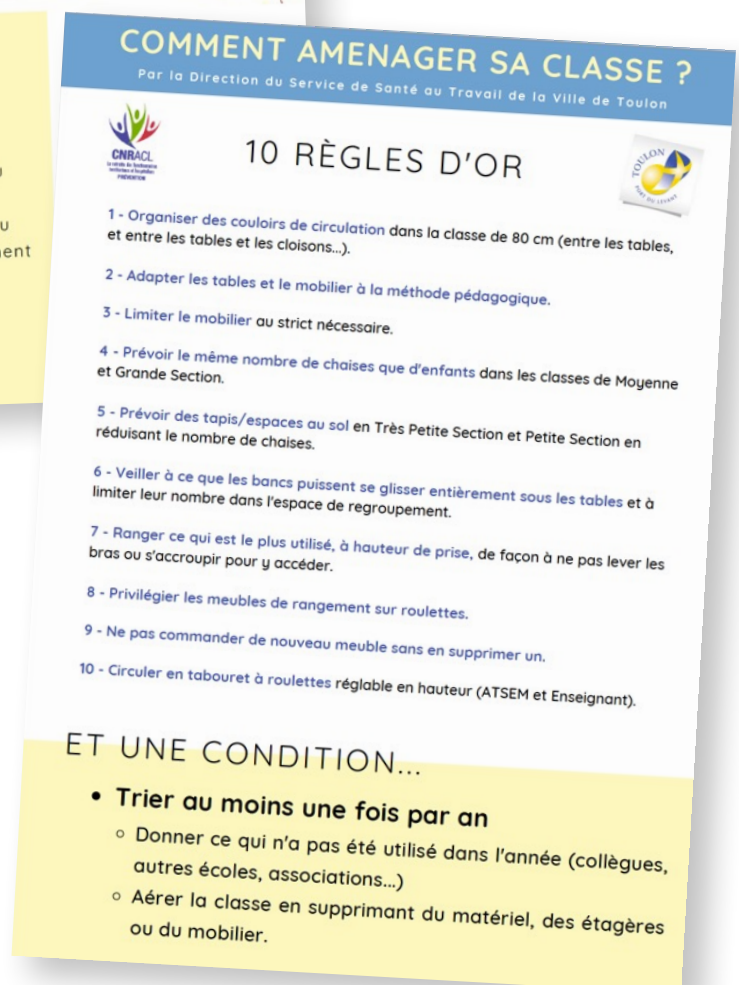 u
ent
COMMENT AMENAGER SA CLASSE ?
Par la Direction du Service de Santé au Travail de la Ville de Toulon
CNRACL
PRÉVENTION
10 RÈGLES D'OR
TOULON
PORT DU LEVANT
1 - Organiser des couloirs de circulation dans la classe de 80 cm (entre les tables,
et entre les tables et les cloisons...).
2 - Adapter les tables et le mobilier à la méthode pédagogique.
3 - Limiter le mobilier au strict nécessaire.
4 - Prévoir le même nombre de chaises que d'enfants dans les classes de Moyenne
et Grande Section.
5 - Prévoir des tapis/espaces au sol en Très Petite Section et Petite Section en
réduisant le nombre de chaises.
6 - Veiller à ce que les bancs puissent se glisser entièrement sous les tables et à
limiter leur nombre dans l'espace de regroupement.
7 - Ranger ce qui est le plus utilisé, à hauteur de prise, de façon à ne pas lever les
bras ou s'accroupir pour y accéder.
8 - Privilégier les meubles de rangement sur roulettes.
9 - Ne pas commander de nouveau meuble sans en supprimer un.
10 - Circuler en tabouret à roulettes réglable en hauteur (ATSEM et Enseignant).
ET UNE CONDITION...
• Trier au moins une fois par an
◦ Donner ce qui n'a pas été utilisé dans l'année (collègues,
autres écoles, associations...)
◦ Aérer la classe en supprimant du matériel, des étagères
ou du mobilier.